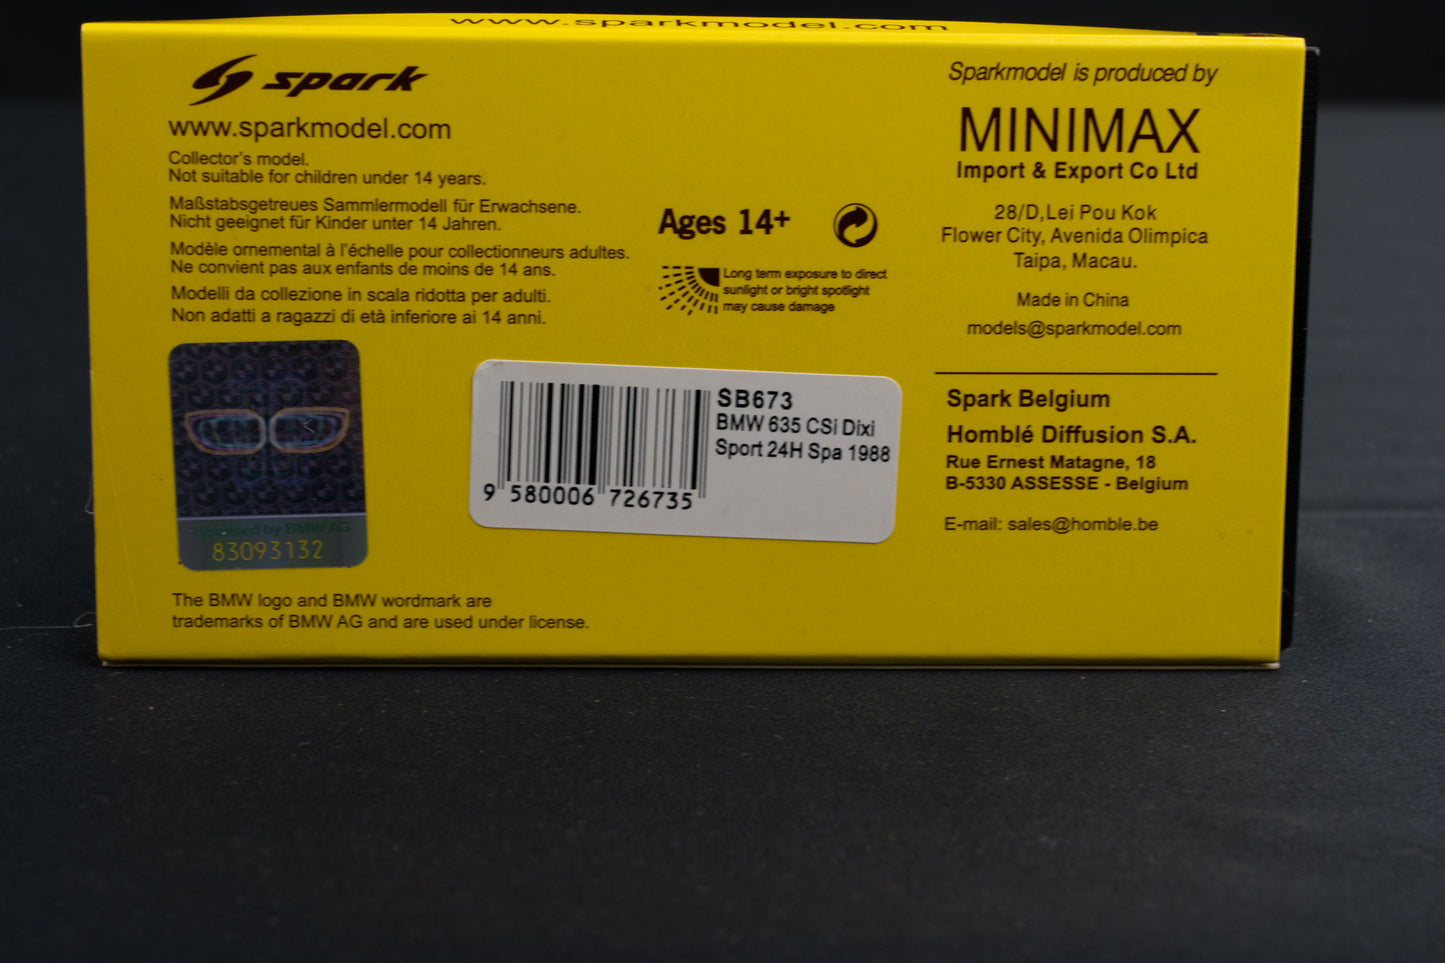 www.sparkmodel.com
spark
www.sparkmodel.com
Collector's model.
Not suitable for children under 14 years.
Maßstabsgetreues Sammlermodell für Erwachsene.
Nicht geeignet für Kinder unter 14 Jahren.
Modèle ornemental à l'échelle pour collectionneurs adultes.
Ne convient pas aux enfants de moins de 14 ans.
Modelli da collezione in scala ridotta per adulti.
Non adatti a ragazzi di età inferiore ai 14 anni.
Ages 14+
Long term exposure to direct
sunlight or bright spotlight
may cause damage
Sparkmodel is produced by
MINIMAX
Import & Export Co Ltd
28/D,Lei Pou Kok
Flower City, Avenida Olimpica
Taipa, Macau.
Made in China
models@sparkmodel.com
Spark Belgium
Homblé Diffusion S.A.
Rue Ernest Matagne, 18
B-5330 ASSESSE - Belgium
E-mail: sales@homble.be
SB673
BMW 635 CSi Dixi
Sport 24H Spa 1988
9 580006 726735
licensed by BMW AG
83093132
The BMW logo and BMW wordmark are
trademarks of BMW AG and are used under license.